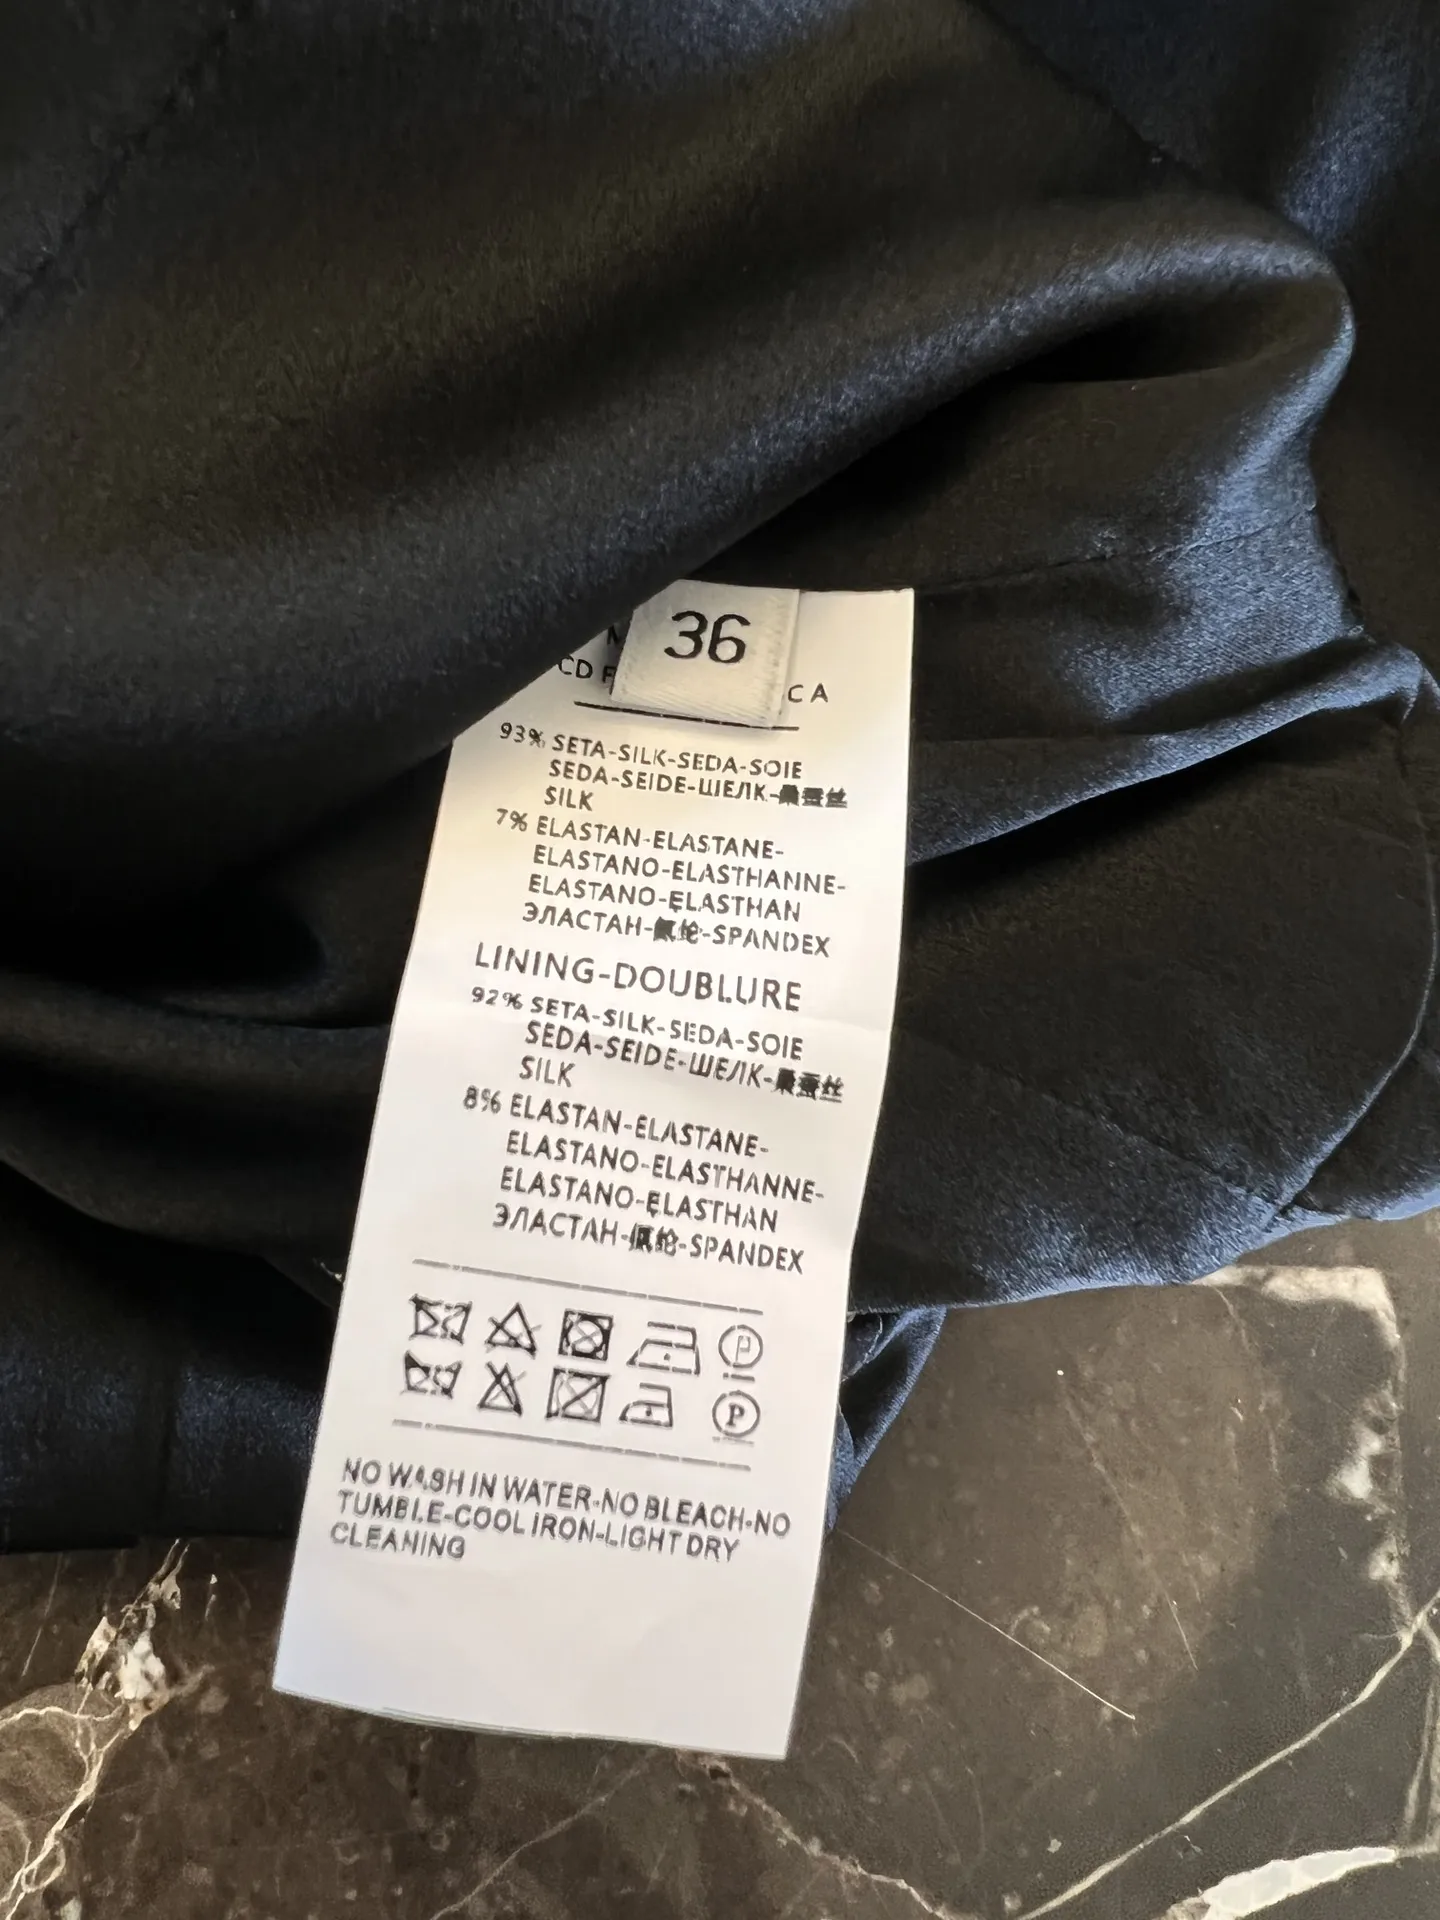 36
CD F
CA
93% SETA-SILK-SEDA-SOIE
SEDA-SEIDE-ШЕЛК-桑蚕丝
SILK
7% ELASTAN-ELASTANE-
ELASTANO-ELASTHANNE-
ELASTANO-ELASTHAN
ЭЛАСТАН-氨纶-SPANDEX
LINING-DOUBLURE
92% SETA-SILK-SEDA-SOIE
SEDA-SEIDE-ШЕЛК-桑蚕丝
SILK
8% ELASTAN-ELASTANE-
ELASTANO-ELASTHANNE-
ELASTANO-ELASTHAN
ЭЛАСТАН-氨纶-SPANDEX
P
P
NO WASH IN WATER-NO BLEACH-NO
TUMBLE-COOL IRON-LIGHT DRY
CLEANING